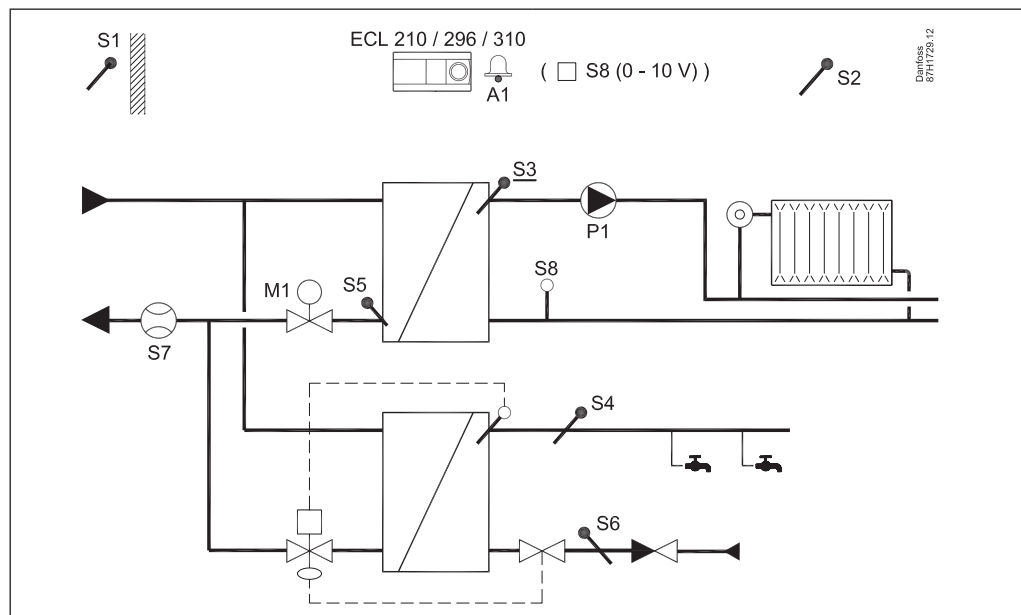 S1
ECL 210 / 296 / 310
A1
( □ S8 (0 - 10 V) )
S2
Danfoss
87H1729.12
S3
P1
S8
M1
S5
S7
S4
S6